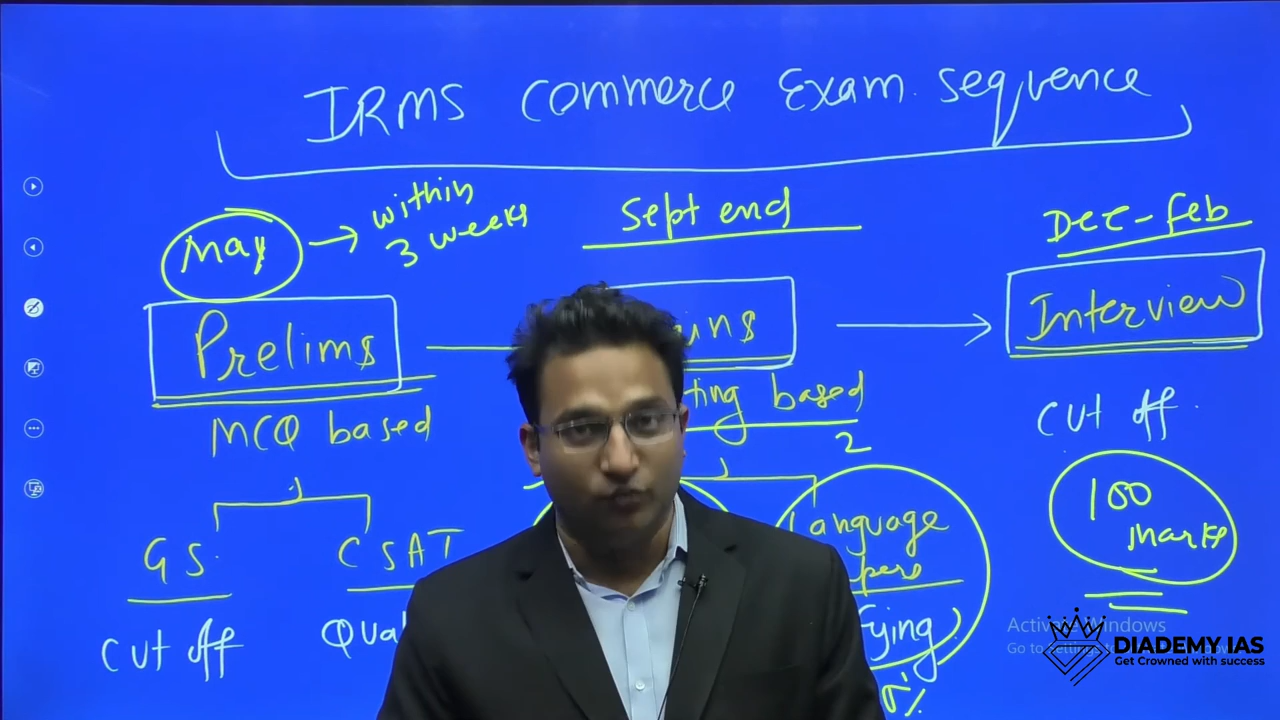 IRMS Commerce Exam sequence
May → within 3 weeks
Sept end
Dec - Feb
Prelims
Interview
MCQ based
based
2
cut off
GS
CSAT
Language
100 marks
cut off
Activate Windows
DIADEMY IAS
Get Crowned with success